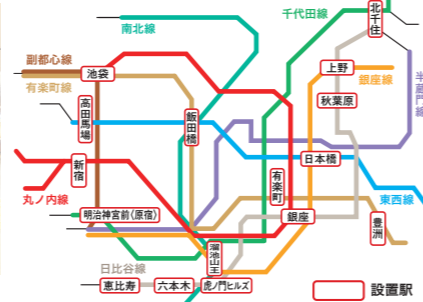 南北線
千代田線
北千住
副都心線
池袋
上野
有楽町線
銀座線
半蔵門線
高田馬場
飯田橋
秋葉原
新宿
日本橋
丸ノ内線
有楽町
東西線
明治神宮前〈原宿〉
銀座
豊洲
溜池山王
日比谷線
恵比寿
六本木
虎ノ門ヒルズ
設置駅